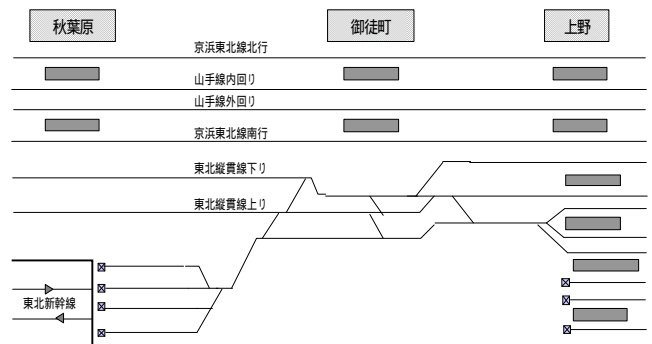 秋葉原
御徒町
上野
京浜東北線北行
山手線内回り
山手線外回り
京浜東北線南行
東北縦貫線下り
東北縦貫線上り
東北新幹線